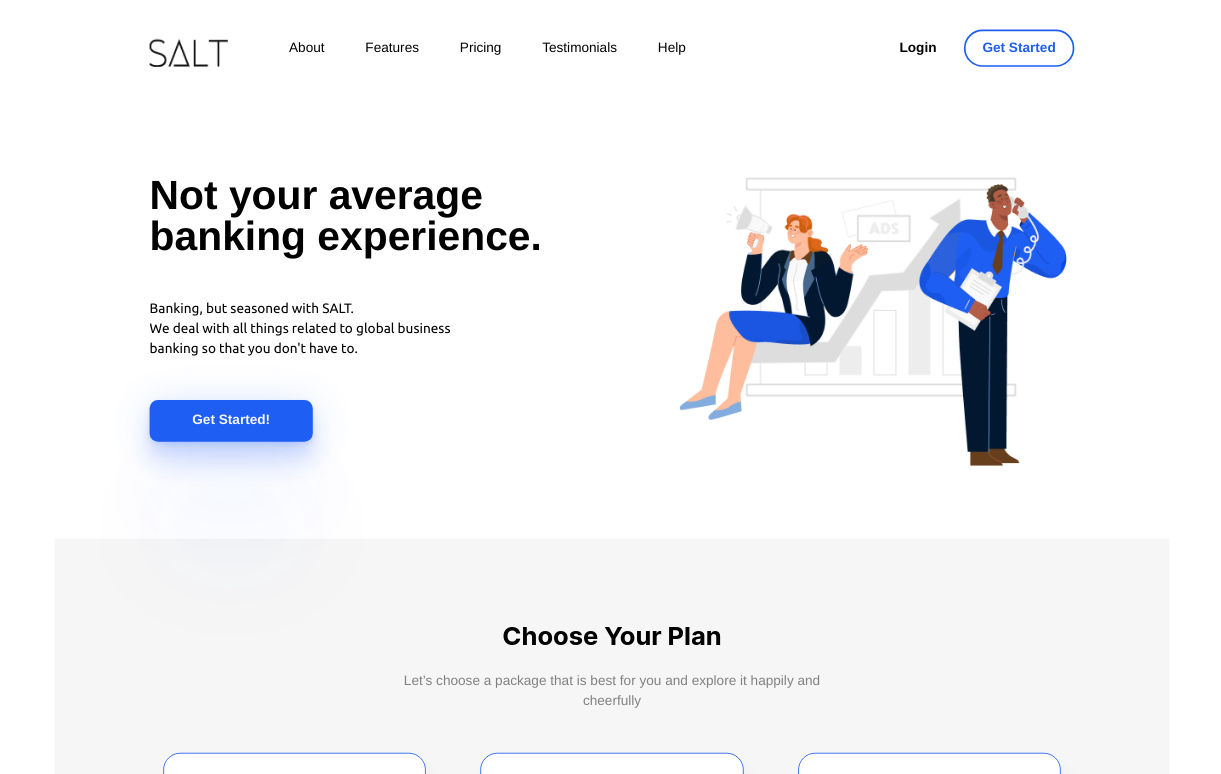 SALT
About Features Pricing Testimonials Help
Login Get Started
Not your average
banking experience.
ADS
Banking, but seasoned with SALT.
We deal with all things related to global business
banking so that you don't have to.
Get Started!
Choose Your Plan
Let's choose a package that is best for you and explore it happily and
cheerfully